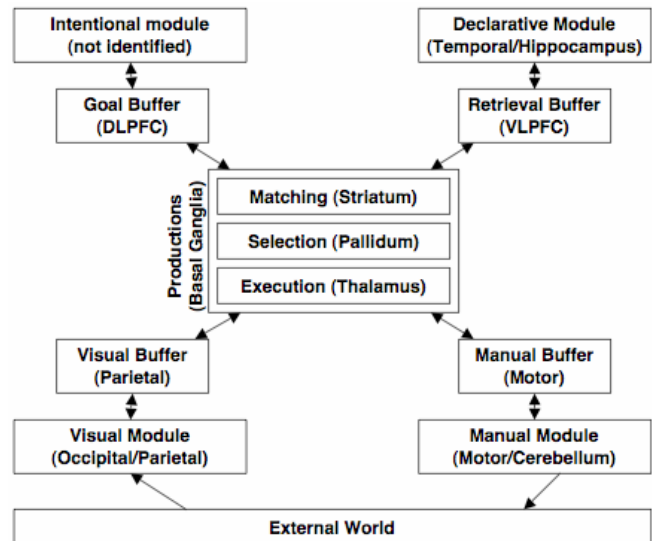 Intentional module
(not identified)
Declarative Module
(Temporal/Hippocampus)
Goal Buffer
(DLPFC)
Retrieval Buffer
(VLPFC)
Productions
(Basal Ganglia)
Matching (Striatum)
Selection (Pallidum)
Execution (Thalamus)
Visual Buffer
(Parietal)
Manual Buffer
(Motor)
Visual Module
(Occipital/Parietal)
Manual Module
(Motor/Cerebellum)
External World